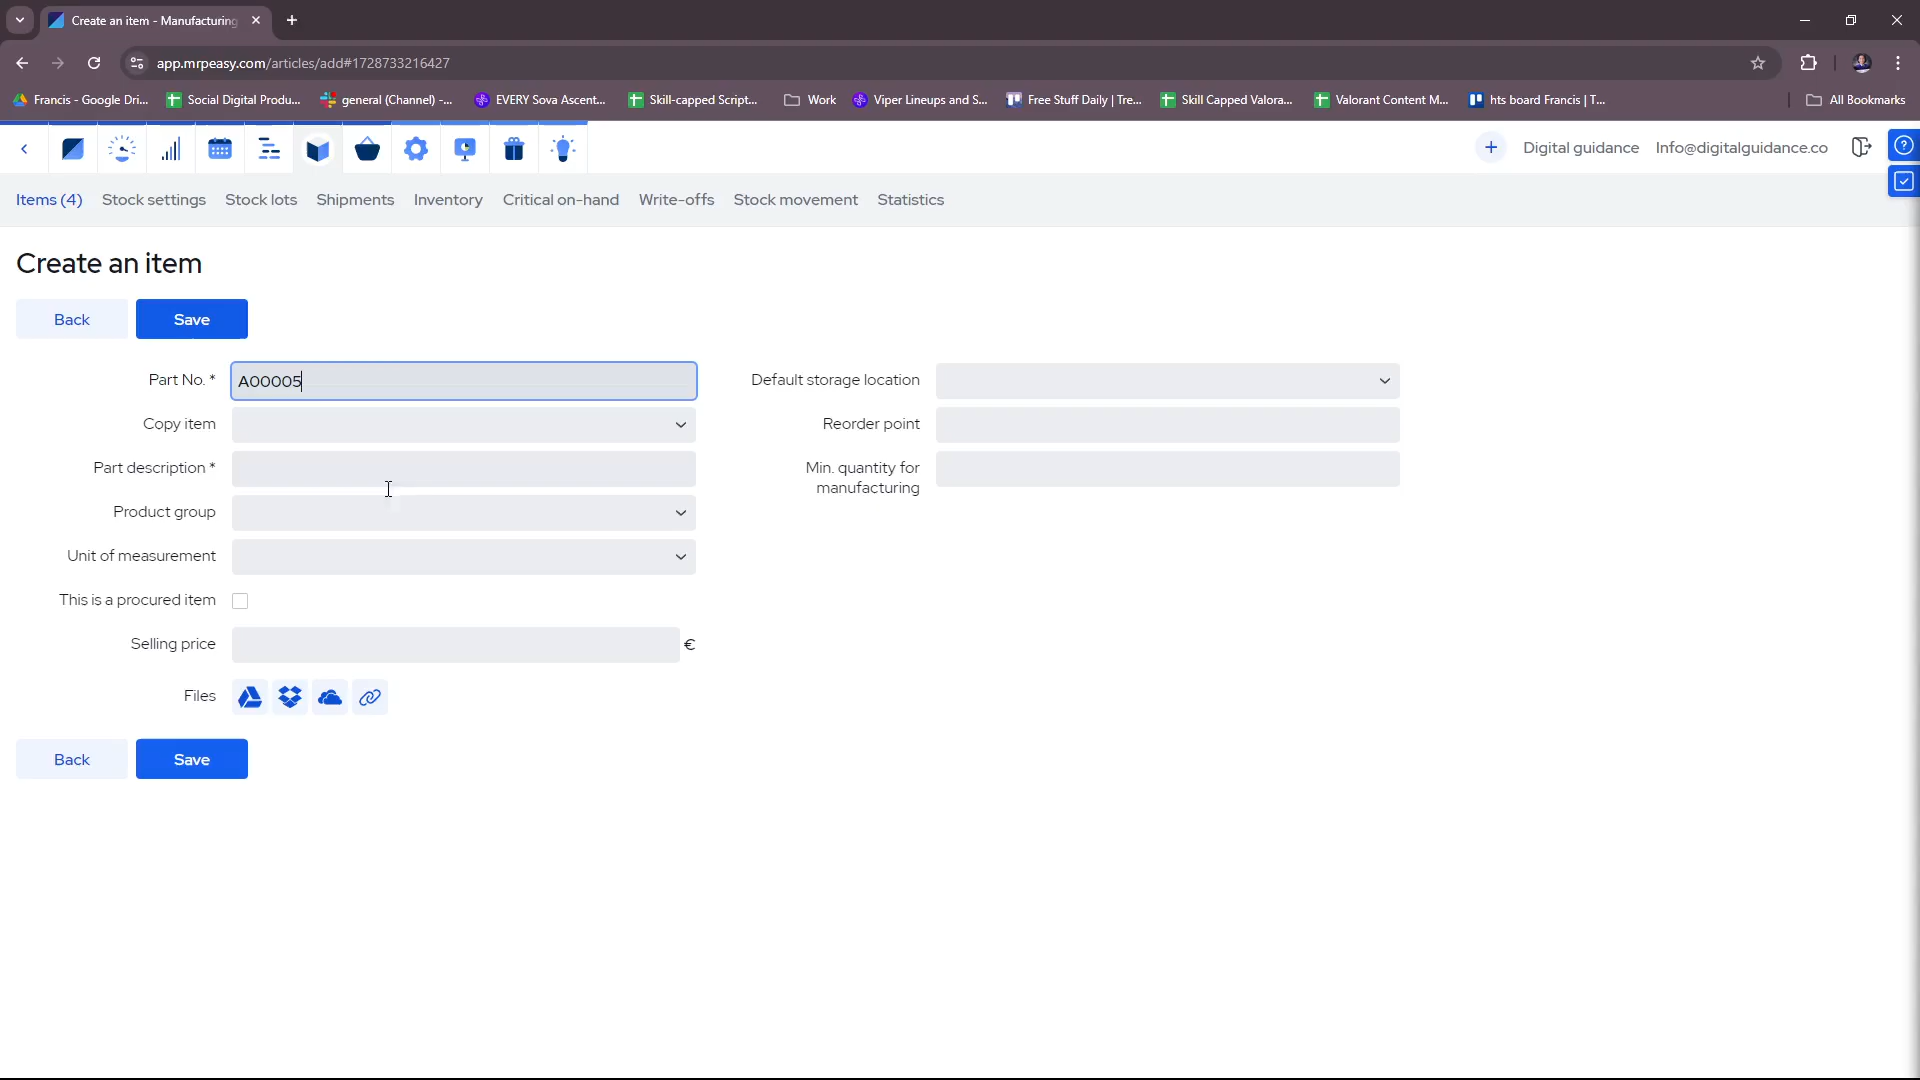 Create an item - Manufacturing
app.mrpeasy.com/articles/add#1728733216427
Francis - Google Dri...
Social Digital Produ...
general (Channel) -...
EVERY Sova Ascent...
Skill-capped Script...
Work
Viper Lineups and S...
Free Stuff Daily | Tre...
Skill Capped Valora...
Valorant Content M...
hts board Francis | T...
All Bookmarks
Digital guidance
Info@digitalguidance.co
Items (4)
Stock settings
Stock lots
Shipments
Inventory
Critical on-hand
Write-offs
Stock movement
Statistics
Create an item
Back
Save
Part No. *
A00005
Copy item
Part description *
Product group
Unit of measurement
This is a procured item
Selling price
€
Files
Default storage location
Reorder point
Min. quantity for
manufacturing
Back
Save